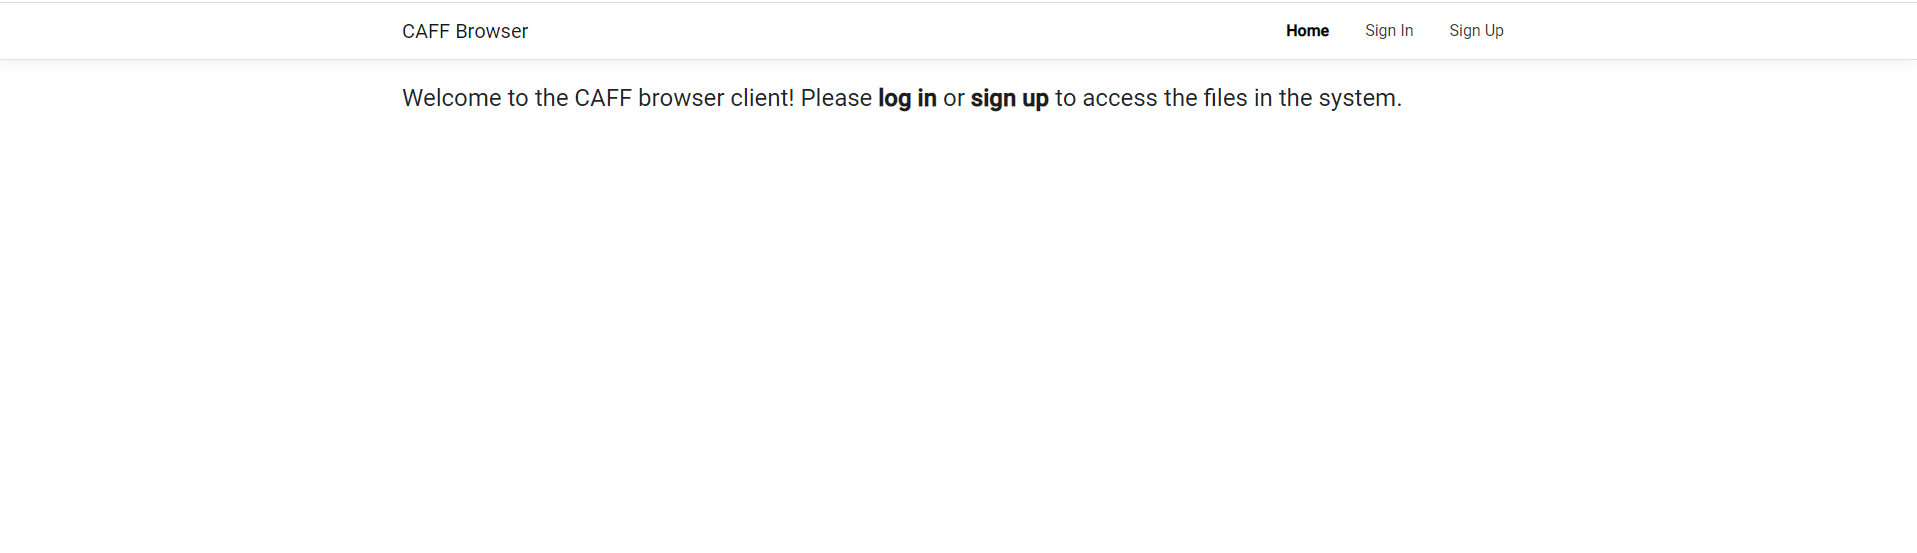 CAFF Browser Home Sign In Sign Up
Welcome to the CAFF browser client! Please log in or sign up to access the files in the system.